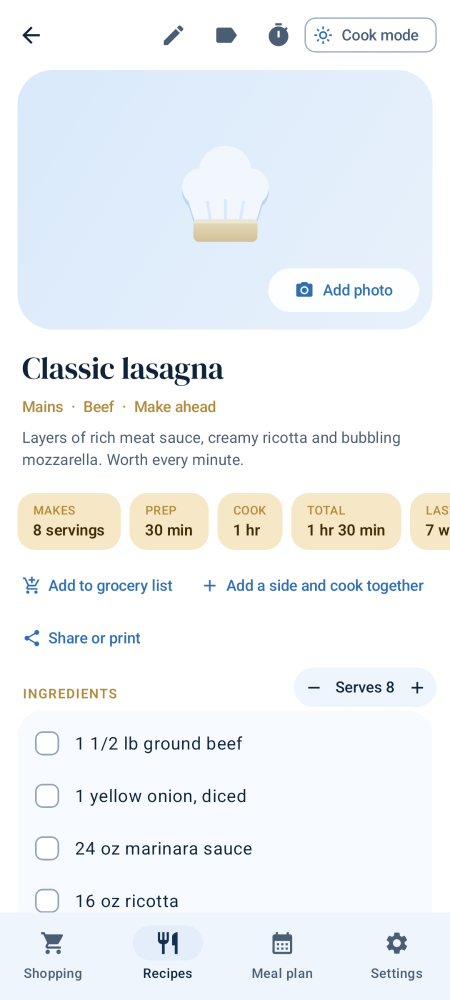 Cook mode
Add photo
Classic lasagna
Mains · Beef · Make ahead
Layers of rich meat sauce, creamy ricotta and bubbling
mozzarella. Worth every minute.
MAKES
8 servings
PREP
30 min
COOK
1 hr
TOTAL
1 hr 30 min
LAS
7 w
Add to grocery list
Add a side and cook together
Share or print
INGREDIENTS
Serves 8
1 1/2 lb ground beef
1 yellow onion, diced
24 oz marinara sauce
16 oz ricotta
Shopping
Recipes
Meal plan
Settings